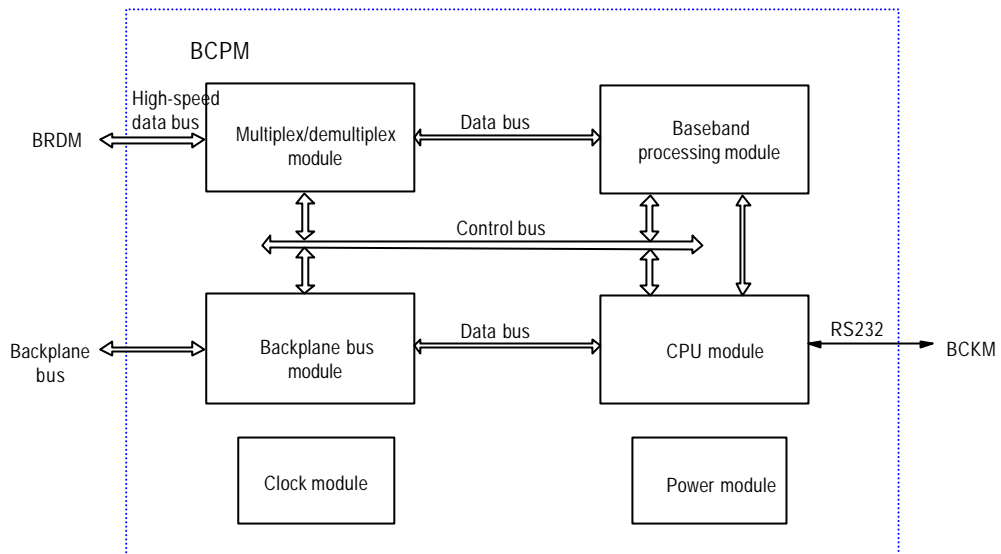 BCPM
High-speed
data bus
BRDM
Multiplex/demultiplex
module
Data bus
Baseband
processing module
Control bus
Backplane
bus
Backplane bus
module
Data bus
CPU module
RS232
BCKM
Clock module
Power module